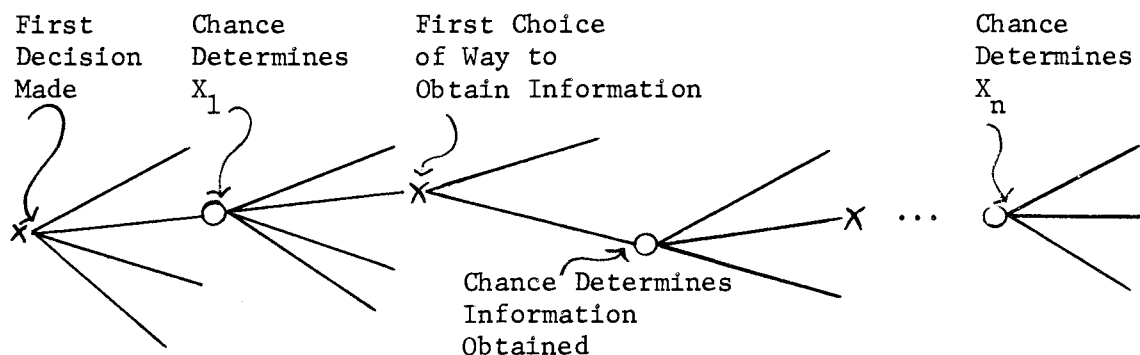 First
Decision
Made
Chance
Determines
X1
First Choice
of Way to
Obtain Information
Chance
Determines
Xn
Chance Determines
Information
Obtained
X
X
X
...